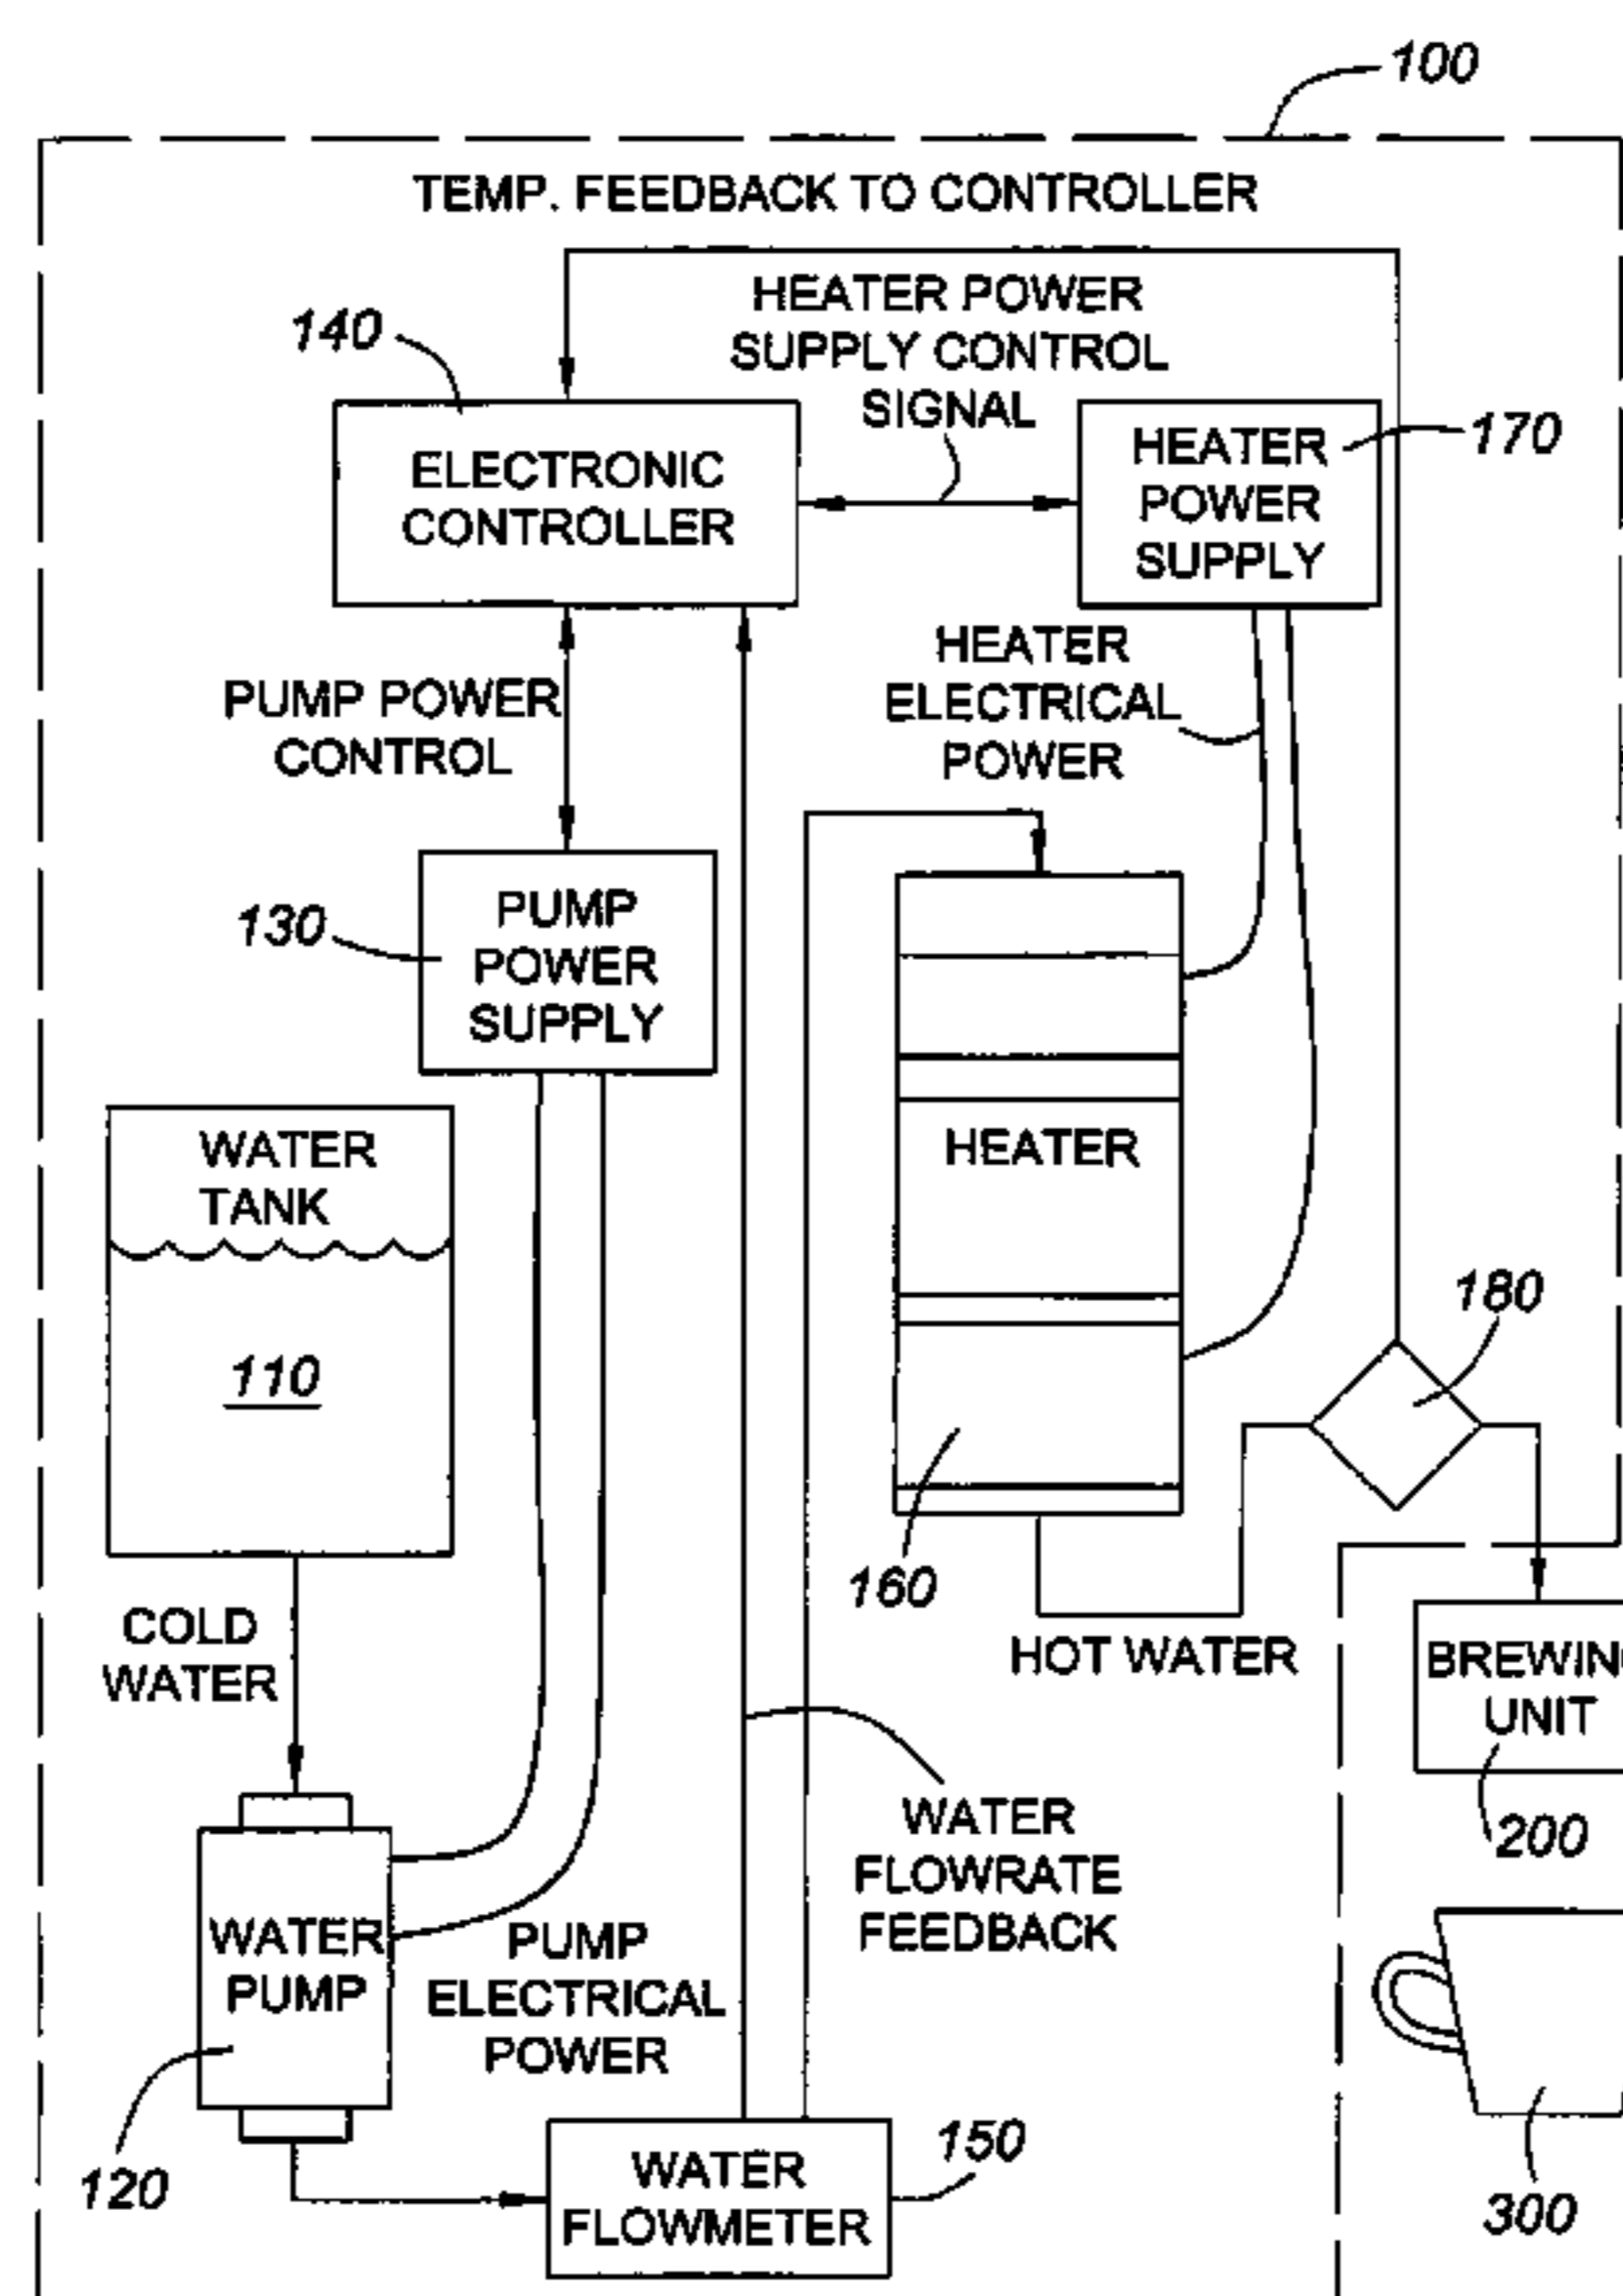 100
TEMP. FEEDBACK TO CONTROLLER
HEATER POWER
SUPPLY CONTROL
SIGNAL
140
ELECTRONIC
CONTROLLER
HEATER
POWER
SUPPLY
170
PUMP POWER
CONTROL
HEATER
ELECTRICAL
POWER
130
PUMP
POWER
SUPPLY
WATER
TANK
110
HEATER
180
160
COLD
WATER
HOT WATER
BREWIN
UNIT
200
WATER
FLOWRATE
FEEDBACK
WATER
PUMP
PUMP
ELECTRICAL
POWER
120
WATER
FLOWMETER
150
300